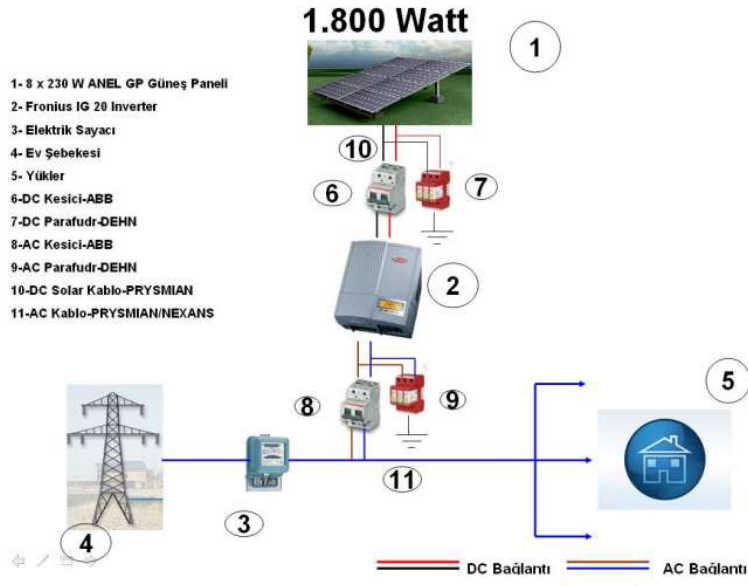 1.800 Watt
1
1- 8 x 230 W ANEL GP Güneş Paneli
2- Fronius IG 20 Inverter
3- Elektrik Sayacı
4- Ev Şebekesi
5- Yükler
6-DC Kesici-ABB
7-DC Parafudr-DEHN
8-AC Kesici-ABB
9-AC Parafudr-DEHN
10-DC Solar Kablo-PRYSMIAN
11-AC Kablo-PRYSMIAN/NEXANS
10
6
7
2
8
9
5
11
3
4
DC Bağlantı
AC Bağlantı